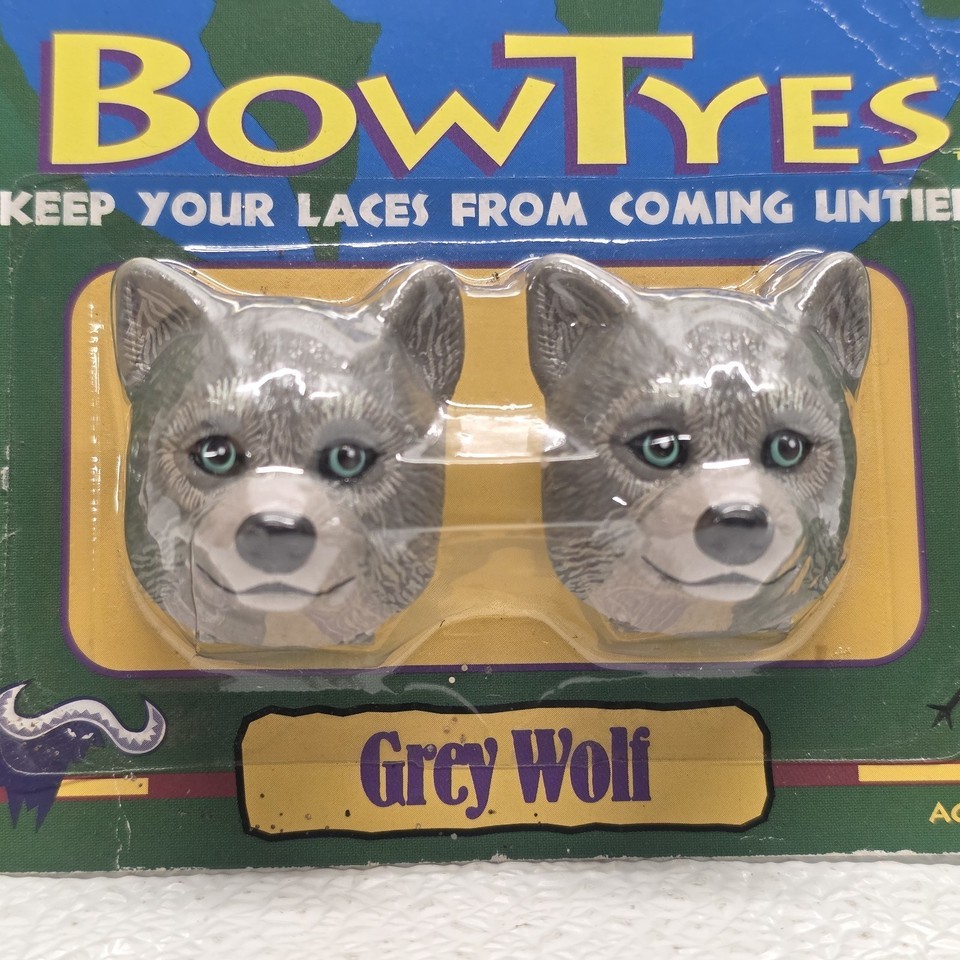 BOWTYES
KEEP YOUR LACES FROM COMING UNTIE
Grey Wolf